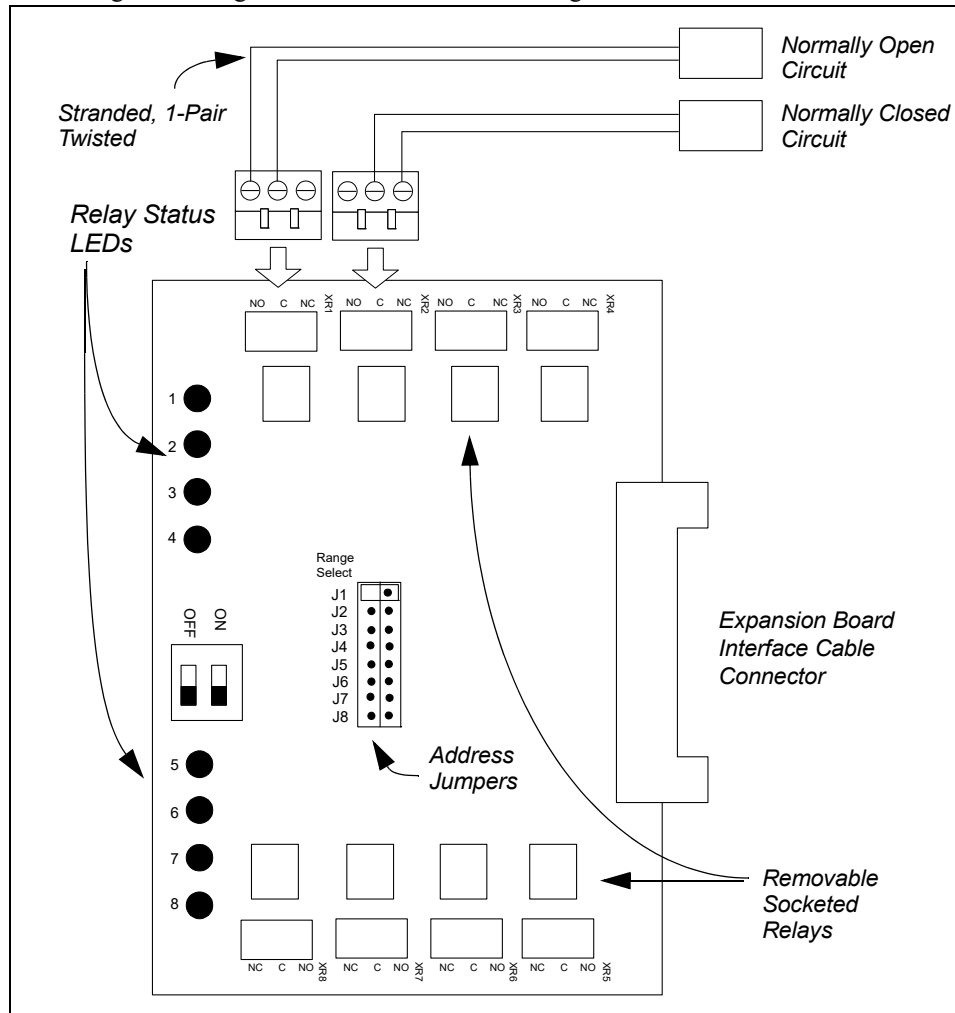 Normally Open
Circuit
Stranded, 1-Pair
Twisted
Normally Closed
Circuit
Relay Status
LEDs
NO C NC XR1 NO C NC XR2 NO C NC XR3 NO C NC XR4
1
2
3
4
Range
Select
J1
J2
J3
J4
J5
J6
J7
J8
OFF ON
Expansion Board
Interface Cable
Connector
Address
Jumpers
5
6
7
8
Removable
Socketed
Relays
NC C NO XR8 NC C NO XR7 NC C NO XR6 NC C NO XR5